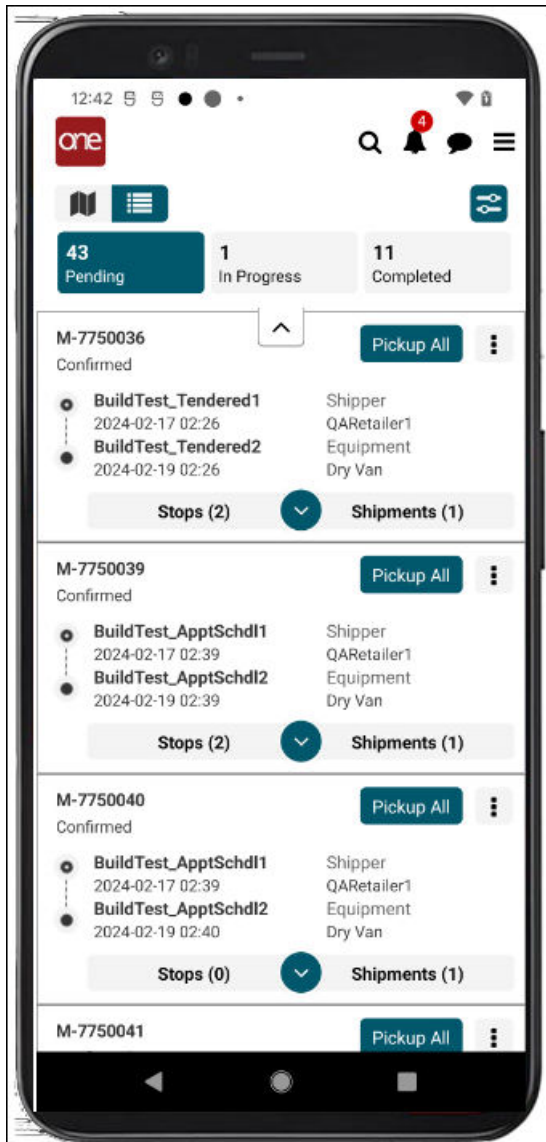 12:42
one
4
43
Pending
1
In Progress
11
Completed
M-7750036
Confirmed
Pickup All
BuildTest_Tendered1
2024-02-17 02:26
BuildTest_Tendered2
2024-02-19 02:26
Shipper
QARetailer1
Equipment
Dry Van
Stops (2)
Shipments (1)
M-7750039
Confirmed
Pickup All
BuildTest_ApptSchdl1
2024-02-17 02:39
BuildTest_ApptSchdl2
2024-02-19 02:39
Shipper
QARetailer1
Equipment
Dry Van
Stops (2)
Shipments (1)
M-7750040
Confirmed
Pickup All
BuildTest_ApptSchdl1
2024-02-17 02:39
BuildTest_ApptSchdl2
2024-02-19 02:40
Shipper
QARetailer1
Equipment
Dry Van
Stops (0)
Shipments (1)
M-7750041
Pickup All